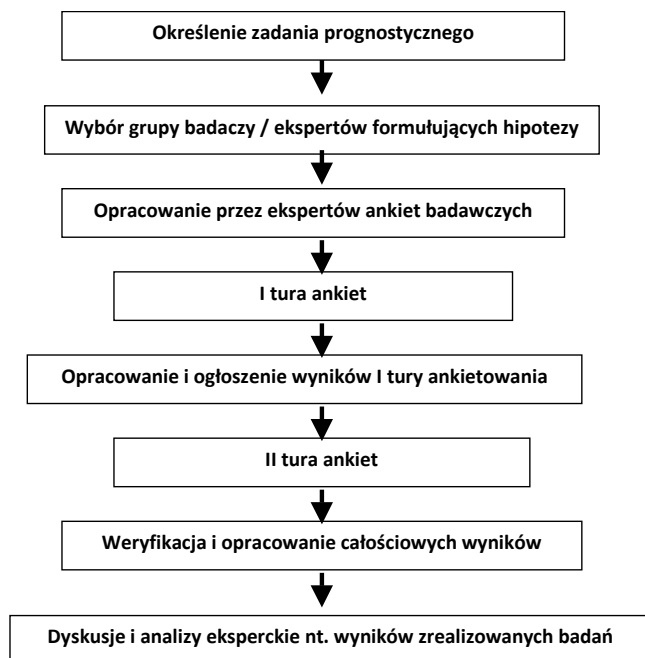 Określenie zadania prognostycznego
Wybór grupy badaczy / ekspertów formułujących hipotezy
Opracowanie przez ekspertów ankiet badawczych
I tura ankiet
Opracowanie i ogłoszenie wyników I tury ankietowania
II tura ankiet
Weryfikacja i opracowanie całościowych wyników
Dyskusje i analizy eksperckie nt. wyników zrealizowanych badań